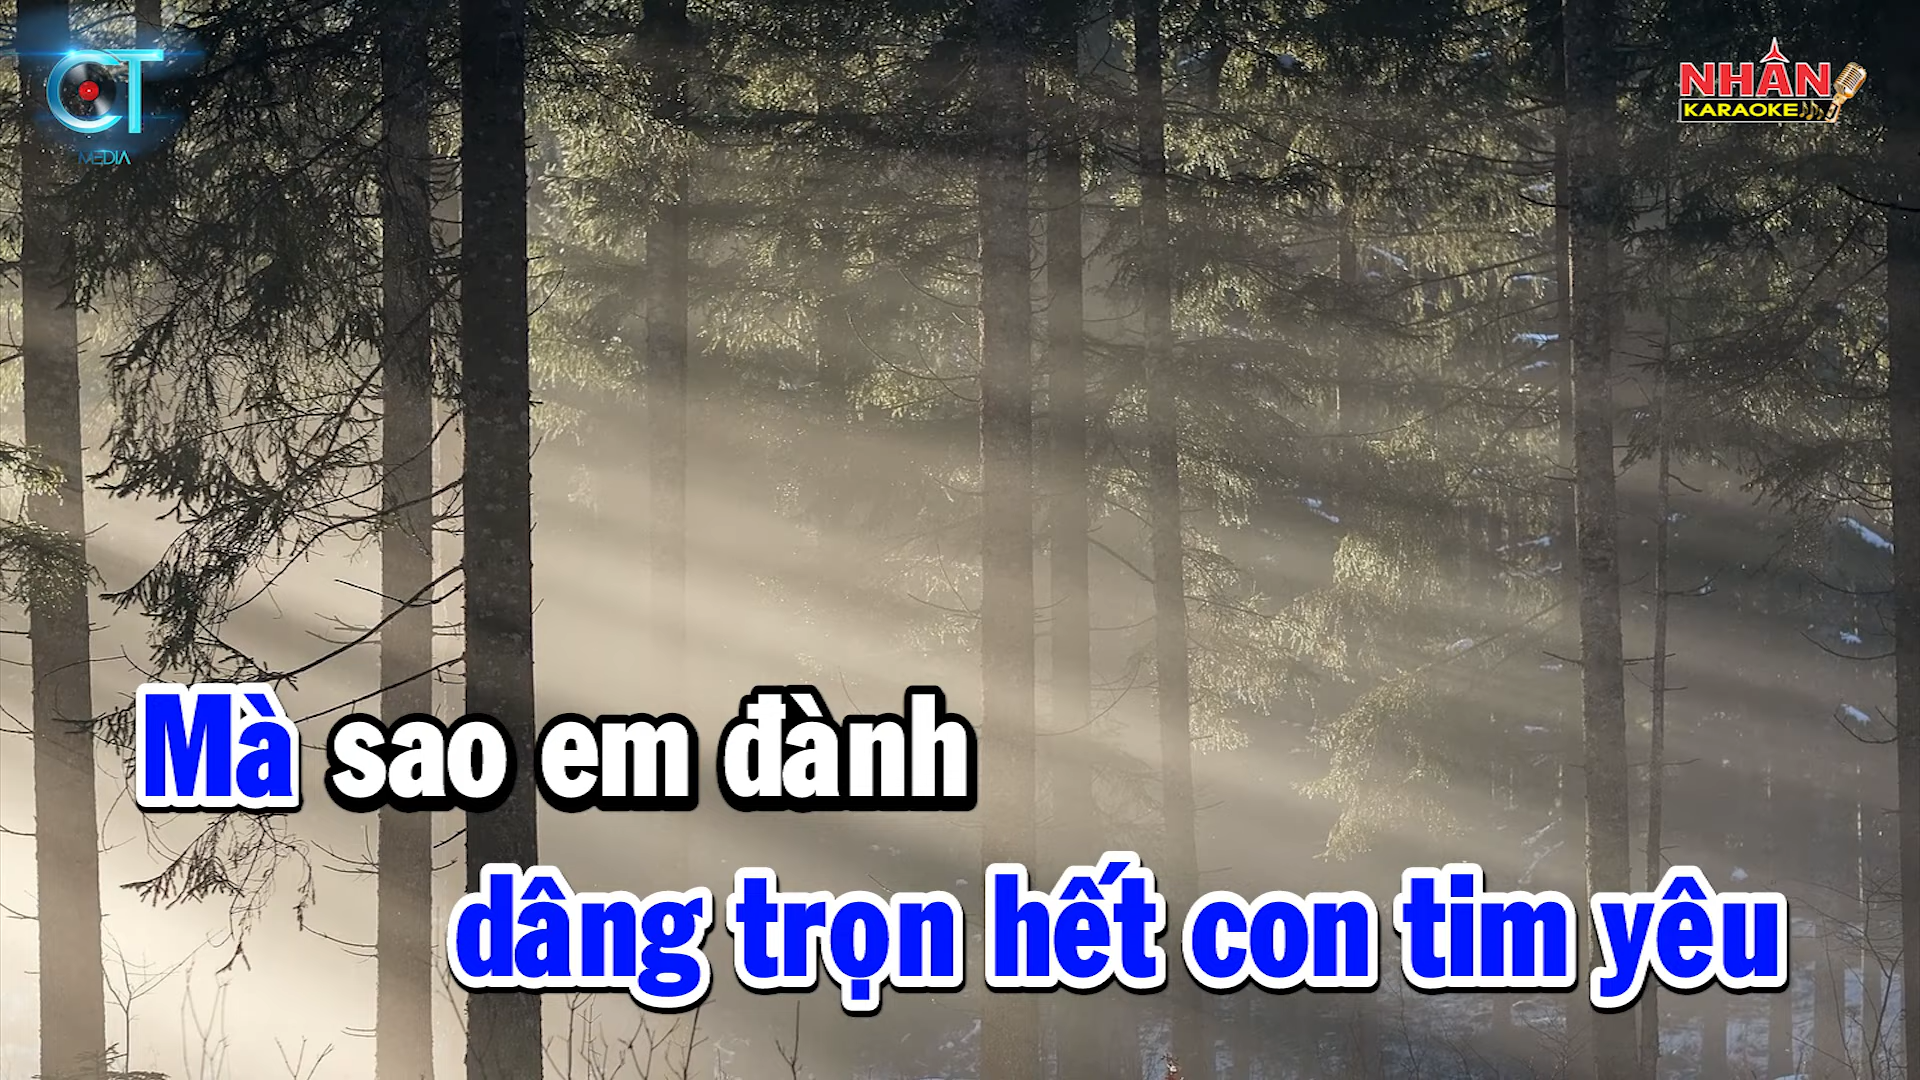 CT
MEDIA
NHÂN
KARAOKE
Mà sao em đành
dâng trọn hết con tim yêu